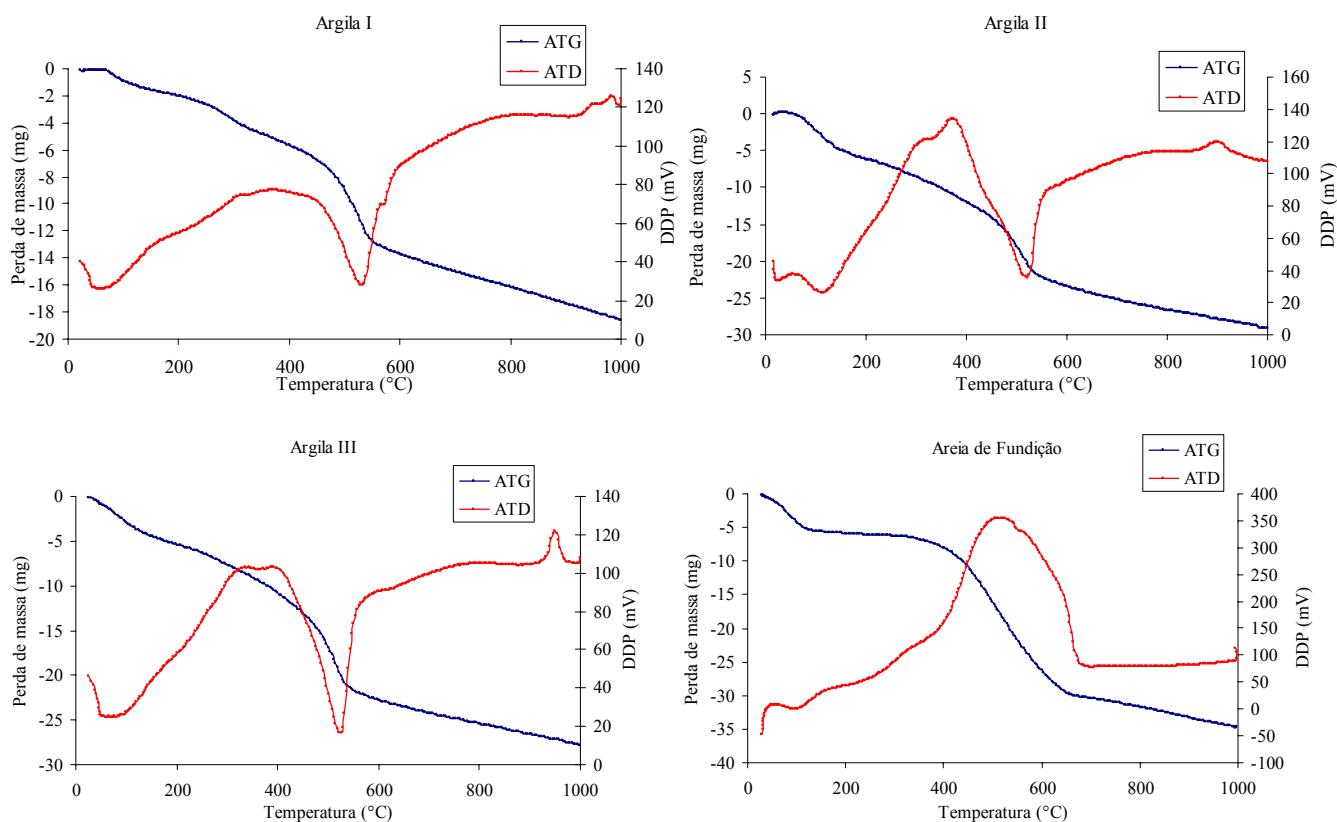 Argila I
ATG
ATD
Perda de massa (mg)
0
-2
-4
-6
-8
-10
-12
-14
-16
-18
-20
140
120
100
80
60
40
20
0
DDP (mV)
0 200 400 600 800 1000
Temperatura (°C)
Argila II
ATG
ATD
Perda de massa (mg)
5
0
-5
-10
-15
-20
-25
-30
160
140
120
100
80
60
40
20
0
DDP (mV)
0 200 400 600 800 1000
Temperatura (°C)
Argila III
ATG
ATD
Perda de massa (mg)
0
-5
-10
-15
-20
-25
-30
140
120
100
80
60
40
20
0
DDP (mV)
0 200 400 600 800 1000
Temperatura (°C)
Areia de Fundição
ATG
ATD
Perda de massa (mg)
0
-5
-10
-15
-20
-25
-30
-35
-40
400
350
300
250
200
150
100
50
0
-50
-100
DDP (mV)
0 200 400 600 800 1000
Temperatura (°C)